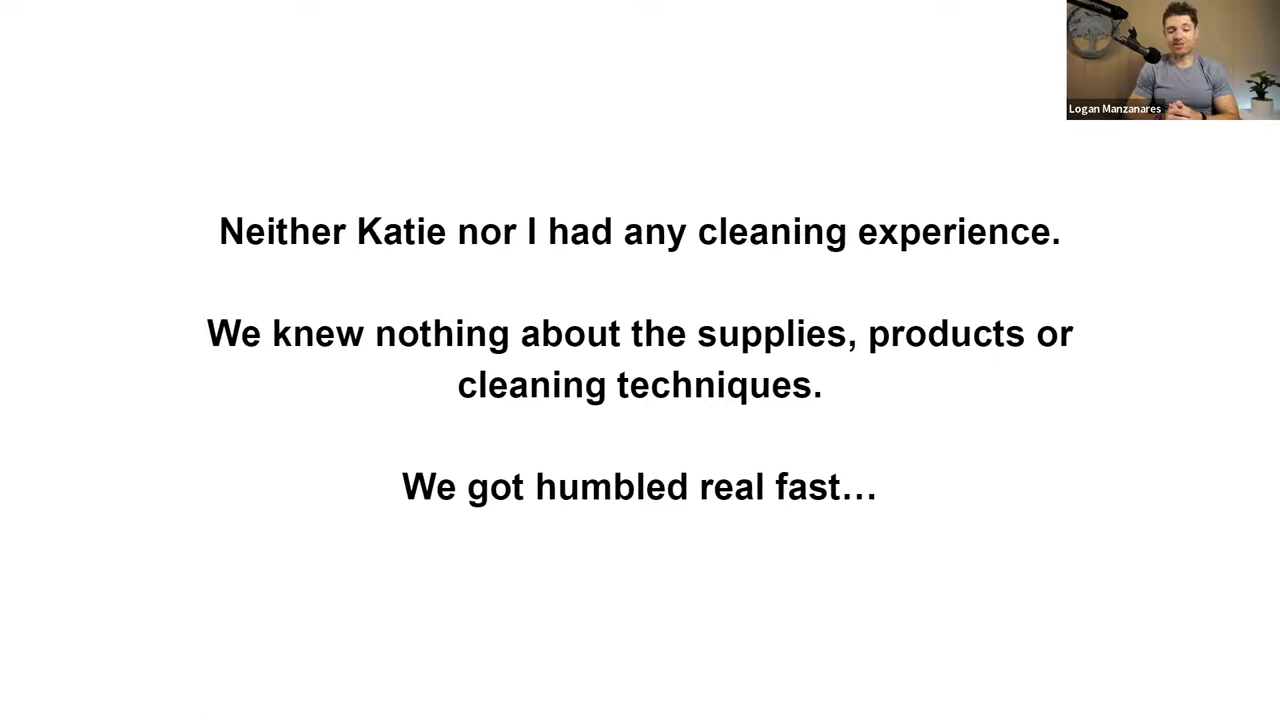 Logan Manzanares
Neither Katie nor I had any cleaning experience.
We knew nothing about the supplies, products or
cleaning techniques.
We got humbled real fast…